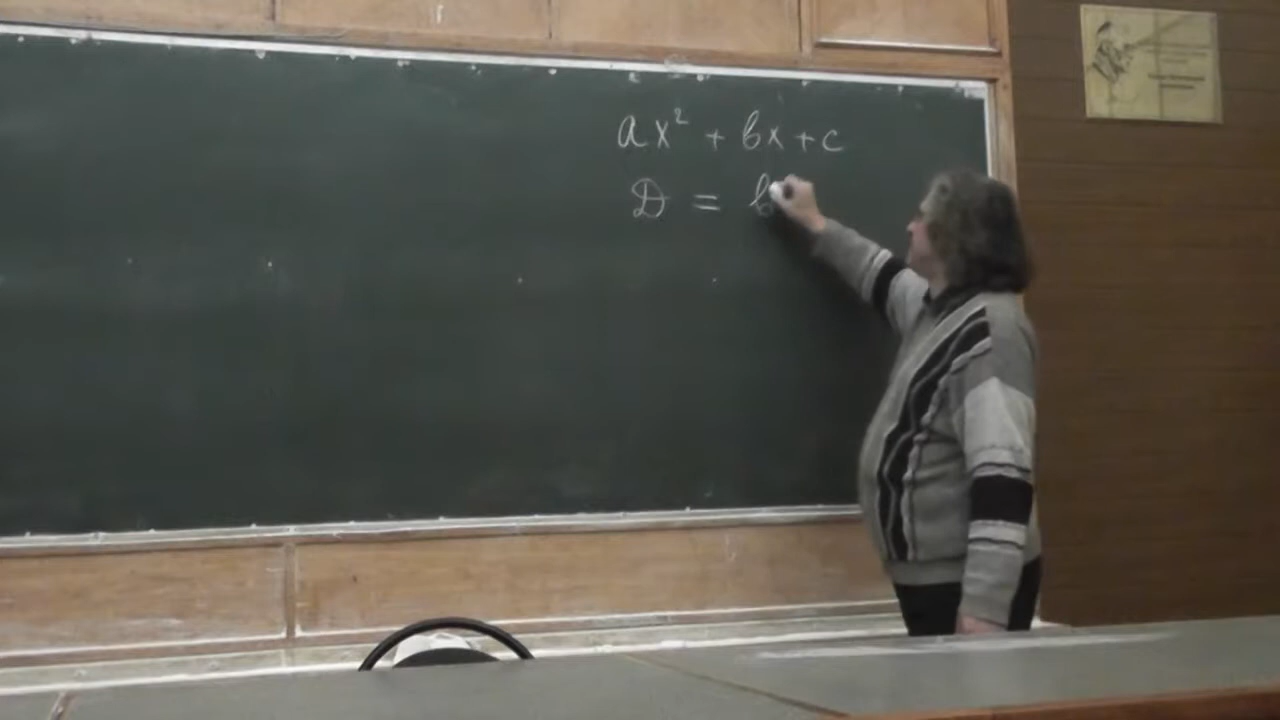 ax² + bx + c
D = b